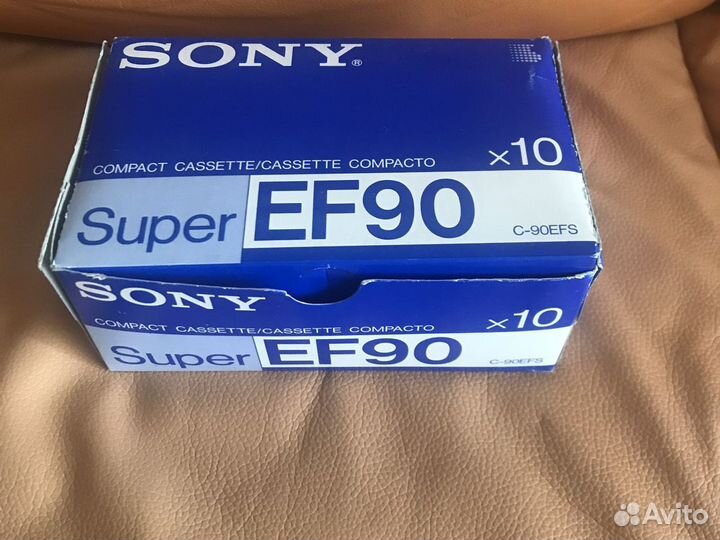 SONY®
COMPACT CASSETTE/CASSETTE COMPACTO
x10
Super EF90
C-90EFS
SONY
COMPACT CASSETTE/CASSETTE COMPACTO
x10
Super EF90
C-90EFS
Avito